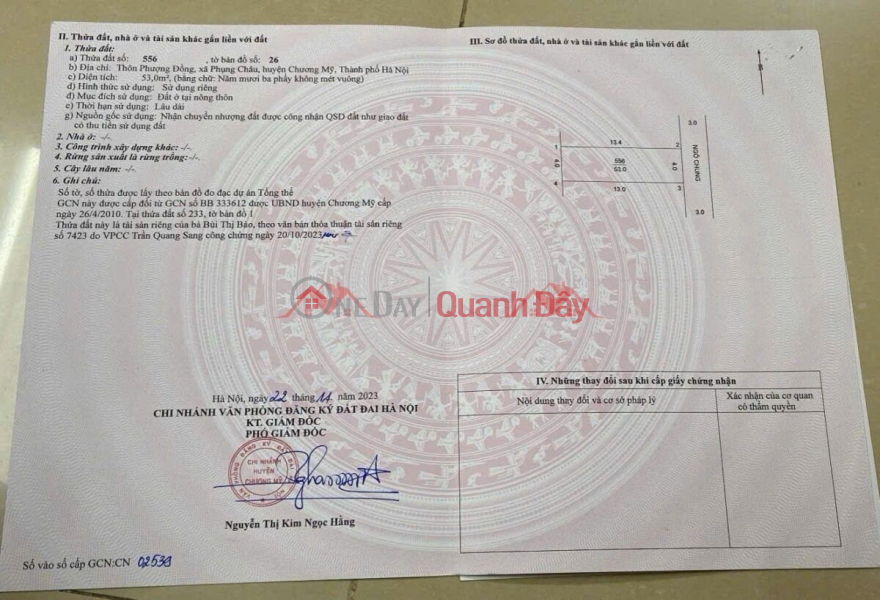 II. Thửa đất, nhà ở và tài sản khác gắn liền với đất
1. Thửa đất:
a) Thửa đất số: 556 , tờ bản đồ số: 26
b) Địa chỉ: Thôn Phượng Đồng, xã Phụng Châu, huyện Chương Mỹ, Thành phố Hà Nội
c) Diện tích: 53,0m², (bằng chữ: Năm mươi ba phẩy không mét vuông)
d) Hình thức sử dụng: Sử dụng riêng
đ) Mục đích sử dụng: Đất ở tại nông thôn
e) Thời hạn sử dụng: Lâu dài
g) Nguồn gốc sử dụng: Nhận chuyển nhượng đất được công nhận QSD đất như giao đất
có thu tiền sử dụng đất
2. Nhà ở: -/-
3. Công trình xây dựng khác: -/-
4. Rừng sản xuất là rừng trồng:-/-
5. Cây lâu năm: -/-
6. Ghi chú:
Số tờ, số thửa được lấy theo bản đồ đo đạc dự án Tổng thể
GCN này được cấp đổi từ GCN số BB 333612 được UBND huyện Chương Mỹ cấp
ngày 26/4/2010. Tại thửa đất số 233, tờ bản đồ 1
Thửa đất này là tài sản riêng của bà Bùi Thị Bảo, theo văn bản thỏa thuận tài sản riêng
số 7423 do VPCC Trần Quang Sang công chứng ngày 20/10/2023
Hà Nội, ngày 22 tháng 11 năm 2023
CHI NHÁNH VĂN PHÒNG ĐĂNG KÝ ĐẤT ĐAI HÀ NỘI
KT. GIÁM ĐỐC
PHÓ GIÁM ĐỐC
CHI NHÁNH
HUYỆN
CHƯƠNG MỸ
Nguyễn Thị Kim Ngọc Hằng
Số vào sổ cấp GCN:CN 02539
III. Sơ đồ thửa đất, nhà ở và tài sản khác gắn liền với đất
B
3.0
1
13.4
2
4.0
556
53.0
4.0
NGÕ CHUNG
4
13.0
3
3.0
ONEDAY
Quanh Đây
IV. Những thay đổi sau khi cấp giấy chứng nhận
Nội dung thay đổi và cơ sở pháp lý
Xác nhận của cơ quan
có thẩm quyền